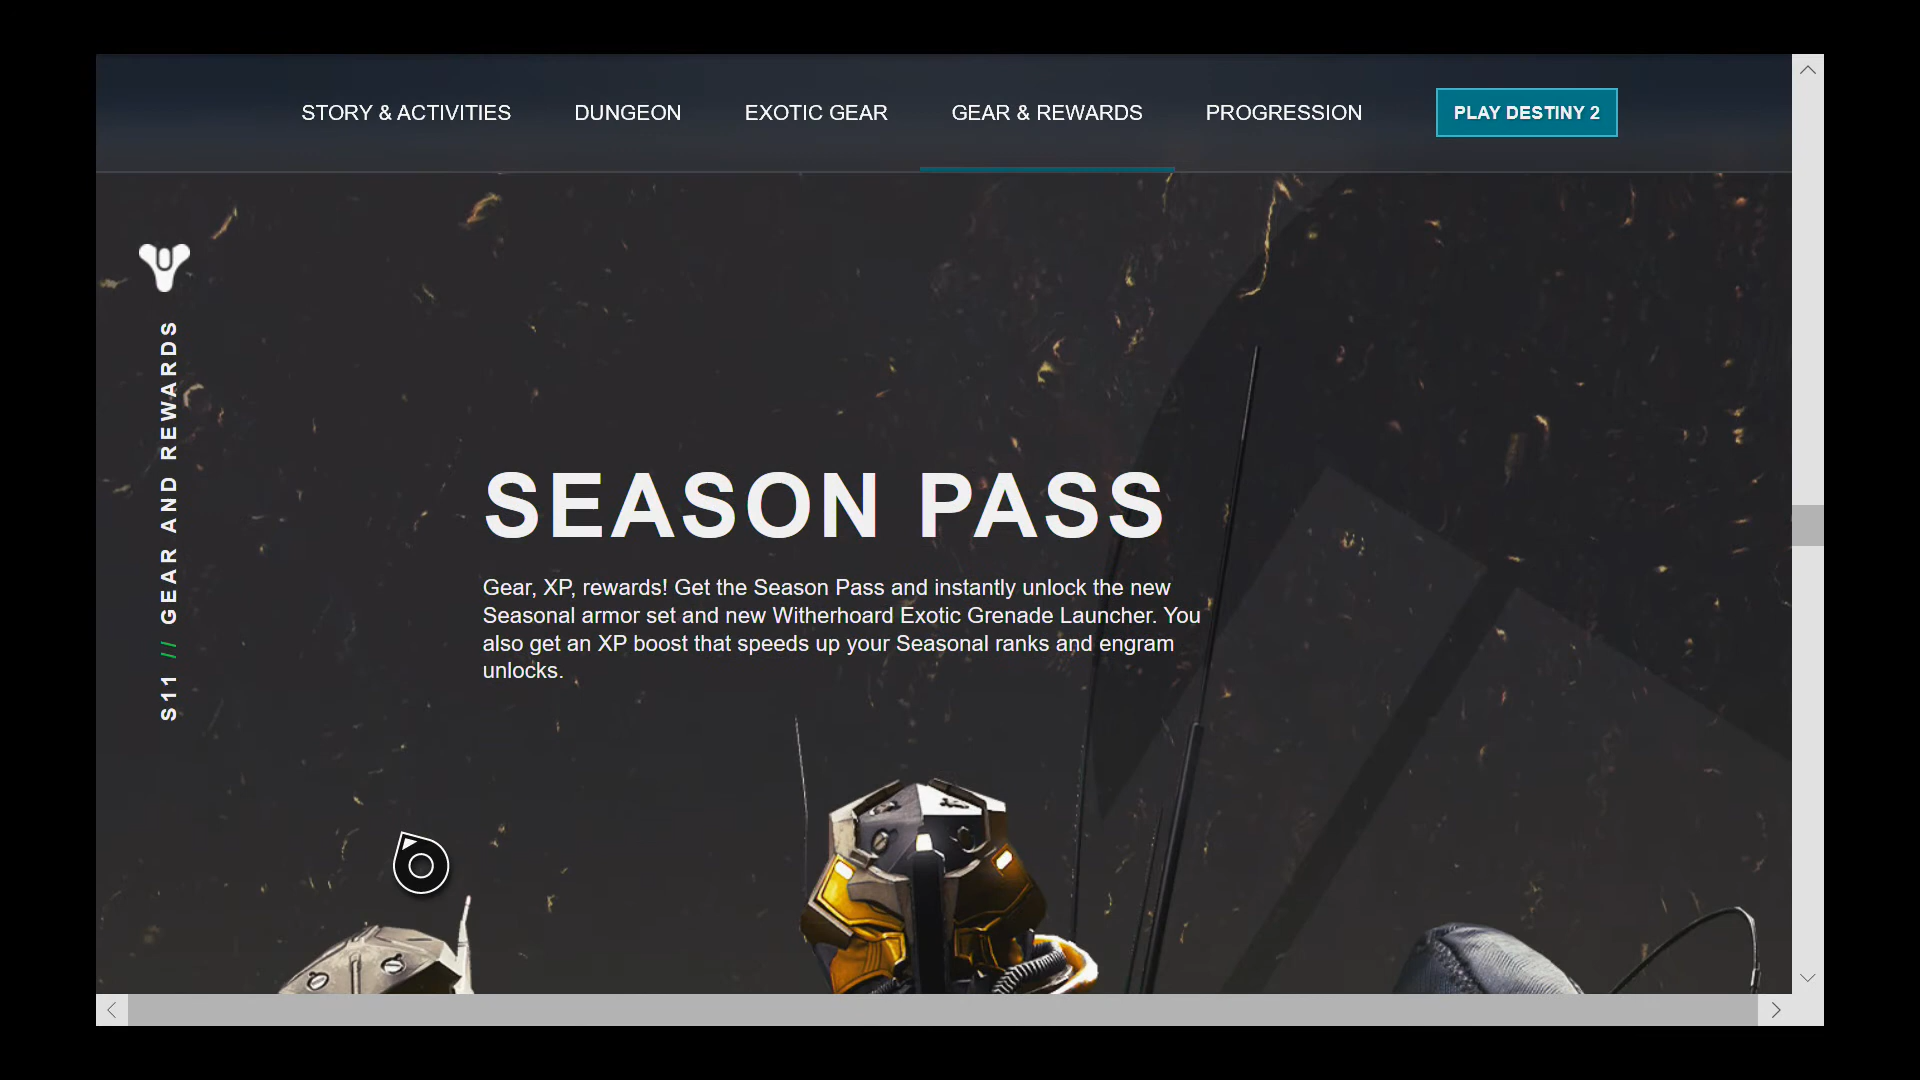 STORY & ACTIVITIES
DUNGEON
EXOTIC GEAR
GEAR & REWARDS
PROGRESSION
PLAY DESTINY 2
S11 // GEAR AND REWARDS
SEASON PASS
Gear, XP, rewards! Get the Season Pass and instantly unlock the new
Seasonal armor set and new Witherhoard Exotic Grenade Launcher. You
also get an XP boost that speeds up your Seasonal ranks and engram
unlocks.